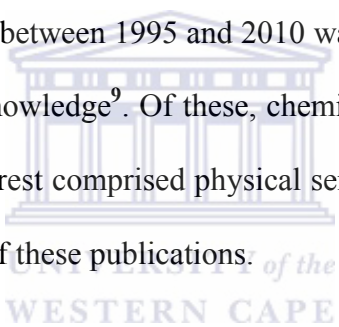 between 1995 and 2010 wa
nowledge⁹. Of these, chemi
rest comprised physical se
f these publications.
UNIVERSITY of the
WESTERN CAPE